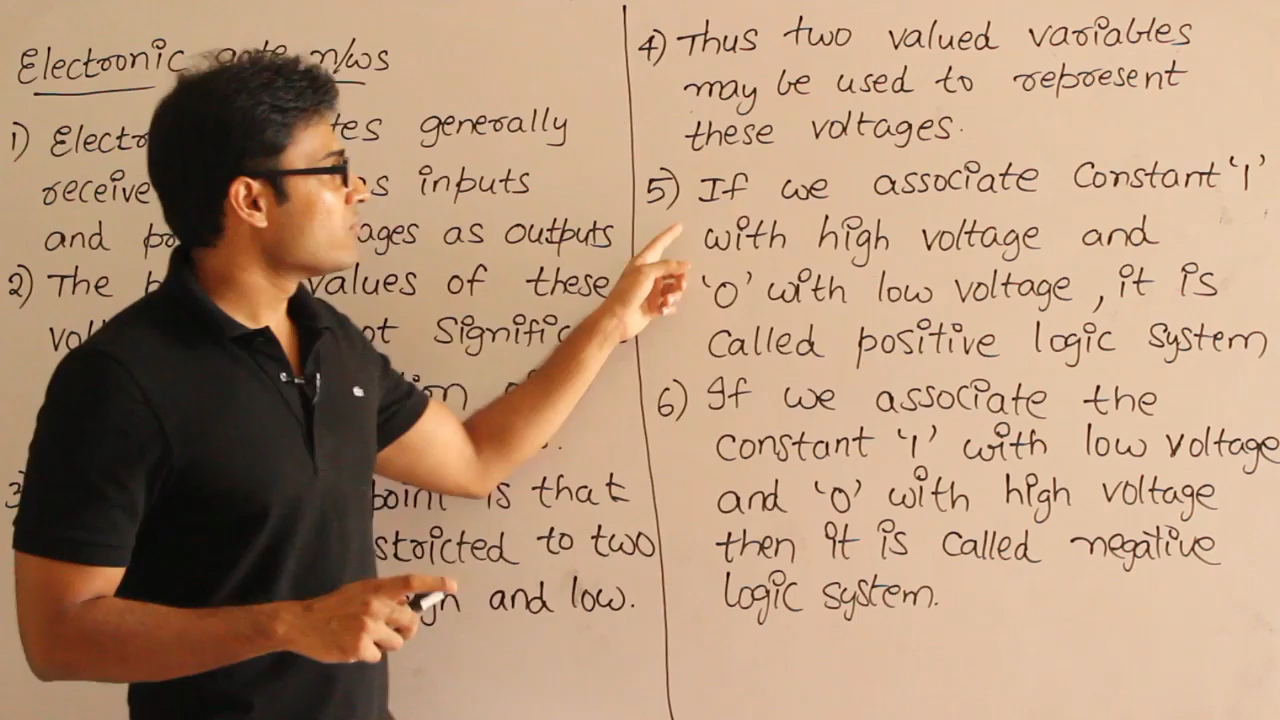 Electronic gate n/ws
1) generally
receive inputs
and ages as outputs
2) The values of these
ot
is that
stricted to two
and low.
4) Thus two valued variables
may be used to represent
these voltages.
5) If we associate Constant '1'
with high voltage and
'0' with low voltage, it is
called positive logic system
6) If we associate the
constant '1' with low voltage
and '0' with high voltage
then it is called negative
logic system.